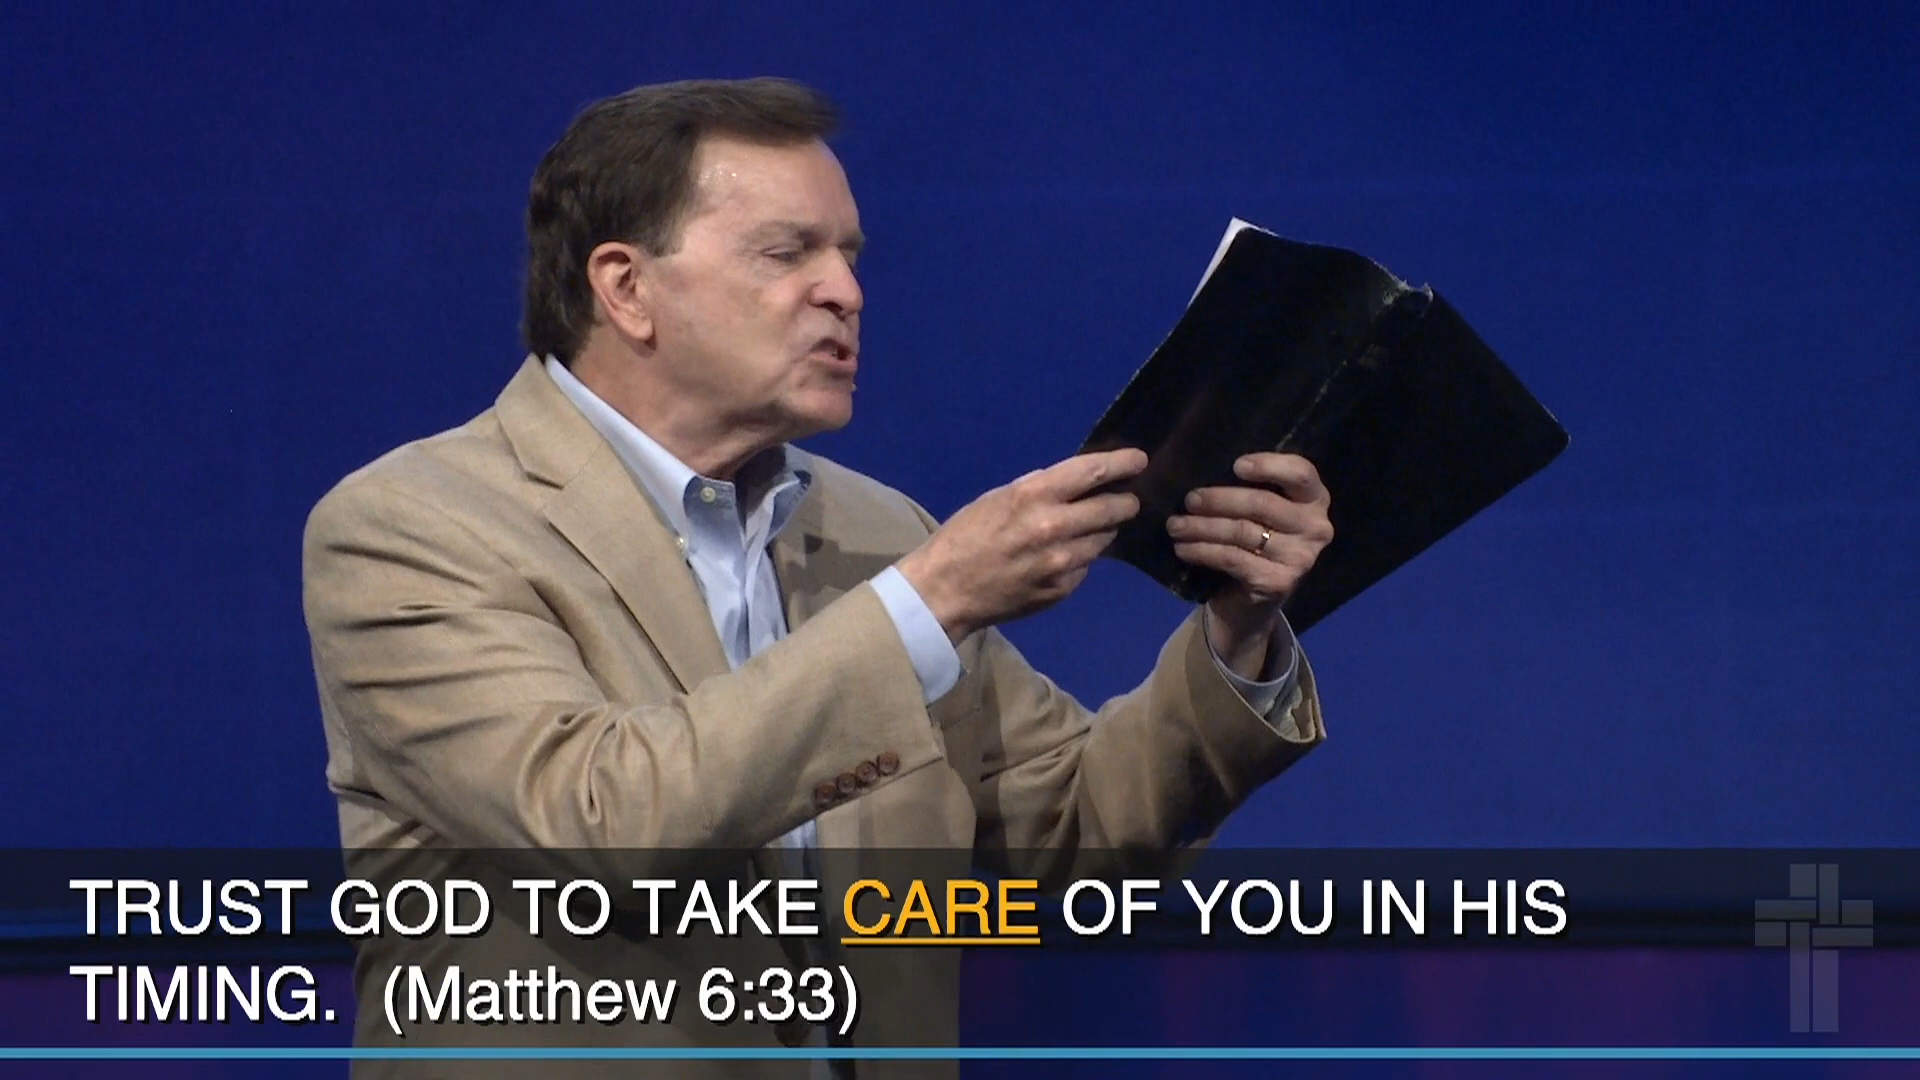 TRUST GOD TO TAKE CARE OF YOU IN HIS
TIMING. (Matthew 6:33)